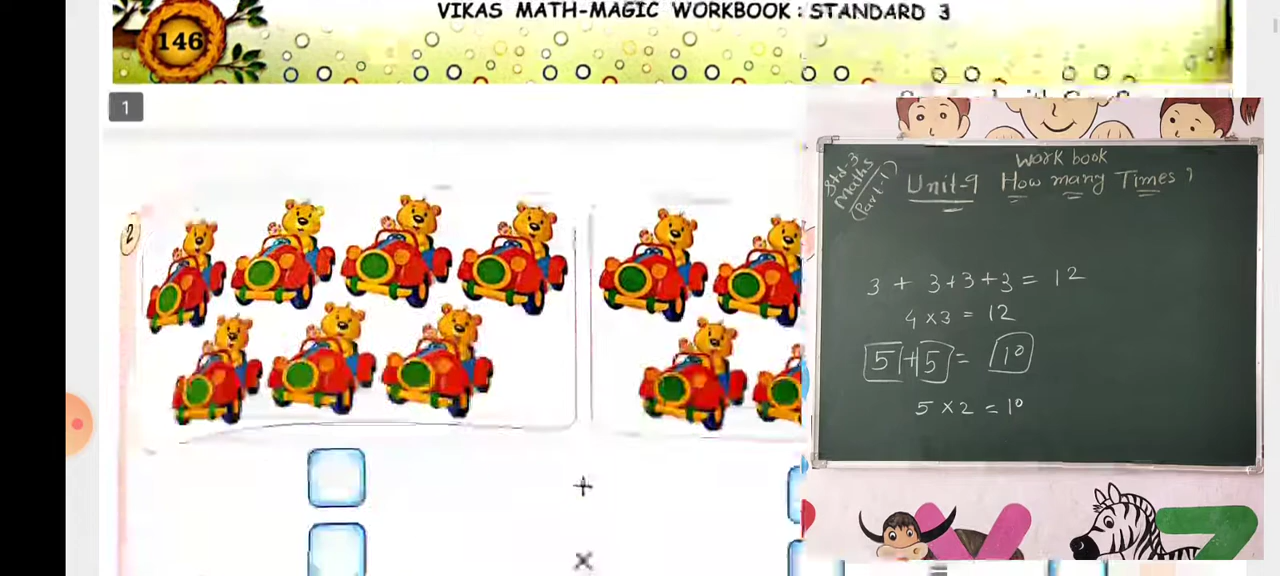 VIKAS MATH-MAGIC WORKBOOK : STANDARD 3
146
1
2
+
×
Std-3
Maths
Part-1
Work book
Unit-9 How many Times ?
3 + 3+3+3 = 12
4 × 3 = 12
5 + 5 = 10
5 × 2 = 10